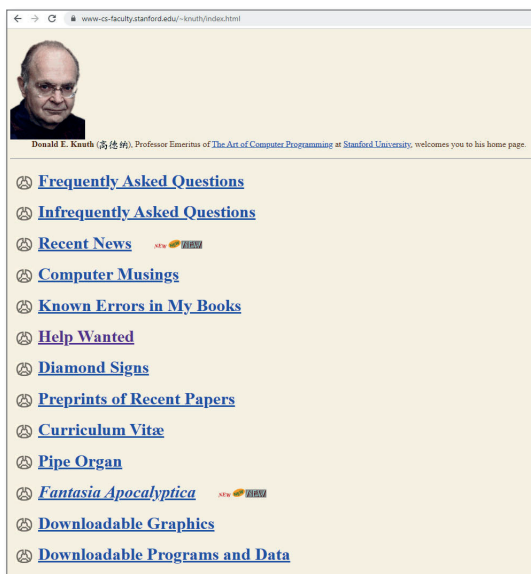 www-cs-faculty.stanford.edu/~knuth/index.html
Donald E. Knuth (高德纳), Professor Emeritus of The Art of Computer Programming at Stanford University, welcomes you to his home page.
Frequently Asked Questions
Infrequently Asked Questions
Recent News NEW
Computer Musings
Known Errors in My Books
Help Wanted
Diamond Signs
Preprints of Recent Papers
Curriculum Vitæ
Pipe Organ
Fantasia Apocalyptica NEW
Downloadable Graphics
Downloadable Programs and Data